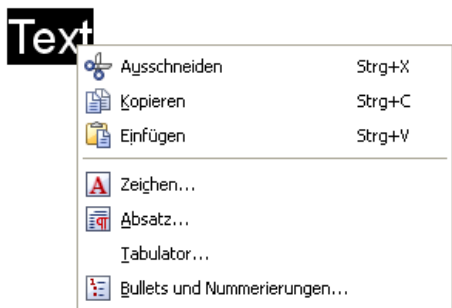 Text
Ausschneiden Strg+X
Kopieren Strg+C
Einfügen Strg+V
Zeichen...
Absatz...
Tabulator...
Bullets und Nummerierungen...